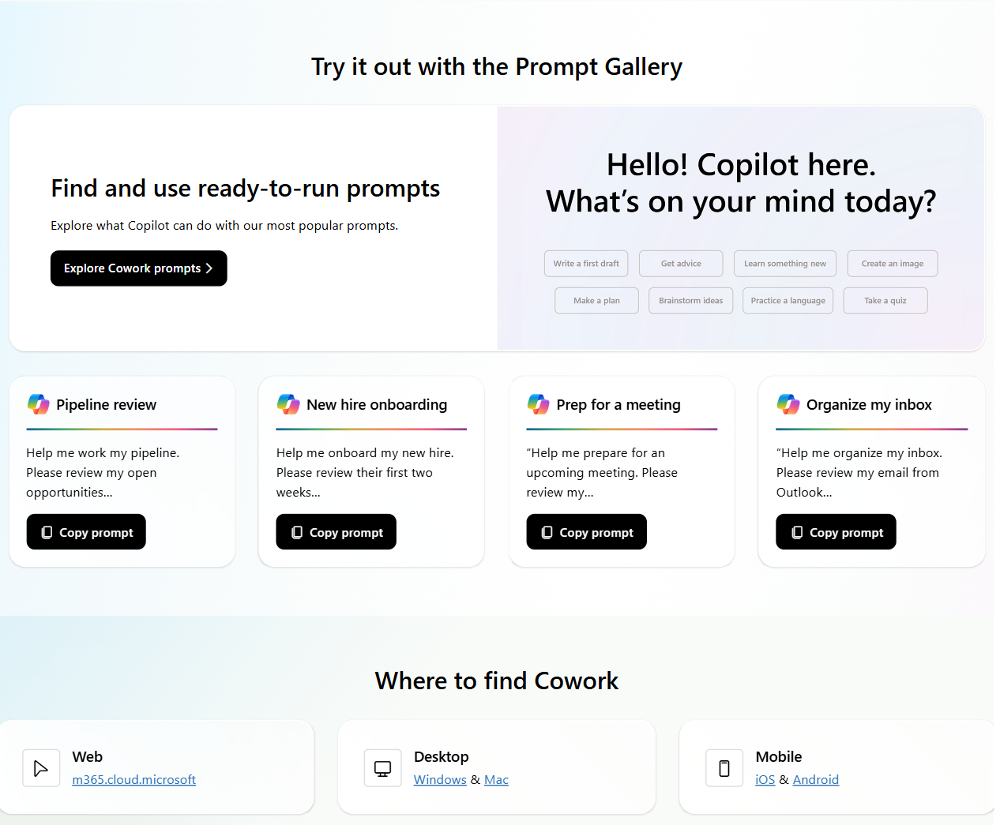 Try it out with the Prompt Gallery
Find and use ready-to-run prompts
Explore what Copilot can do with our most popular prompts.
Explore Cowork prompts
Hello! Copilot here.
What’s on your mind today?
Write a first draft
Get advice
Learn something new
Create an image
Make a plan
Brainstorm ideas
Practice a language
Take a quiz
Pipeline review
Help me work my pipeline.
Please review my open
opportunities...
Copy prompt
New hire onboarding
Help me onboard my new hire.
Please review their first two
weeks...
Copy prompt
Prep for a meeting
“Help me prepare for an
upcoming meeting. Please
review my...
Copy prompt
Organize my inbox
“Help me organize my inbox.
Please review my email from
Outlook...
Copy prompt
Where to find Cowork
Web
m365.cloud.microsoft
Desktop
Windows & Mac
Mobile
iOS & Android